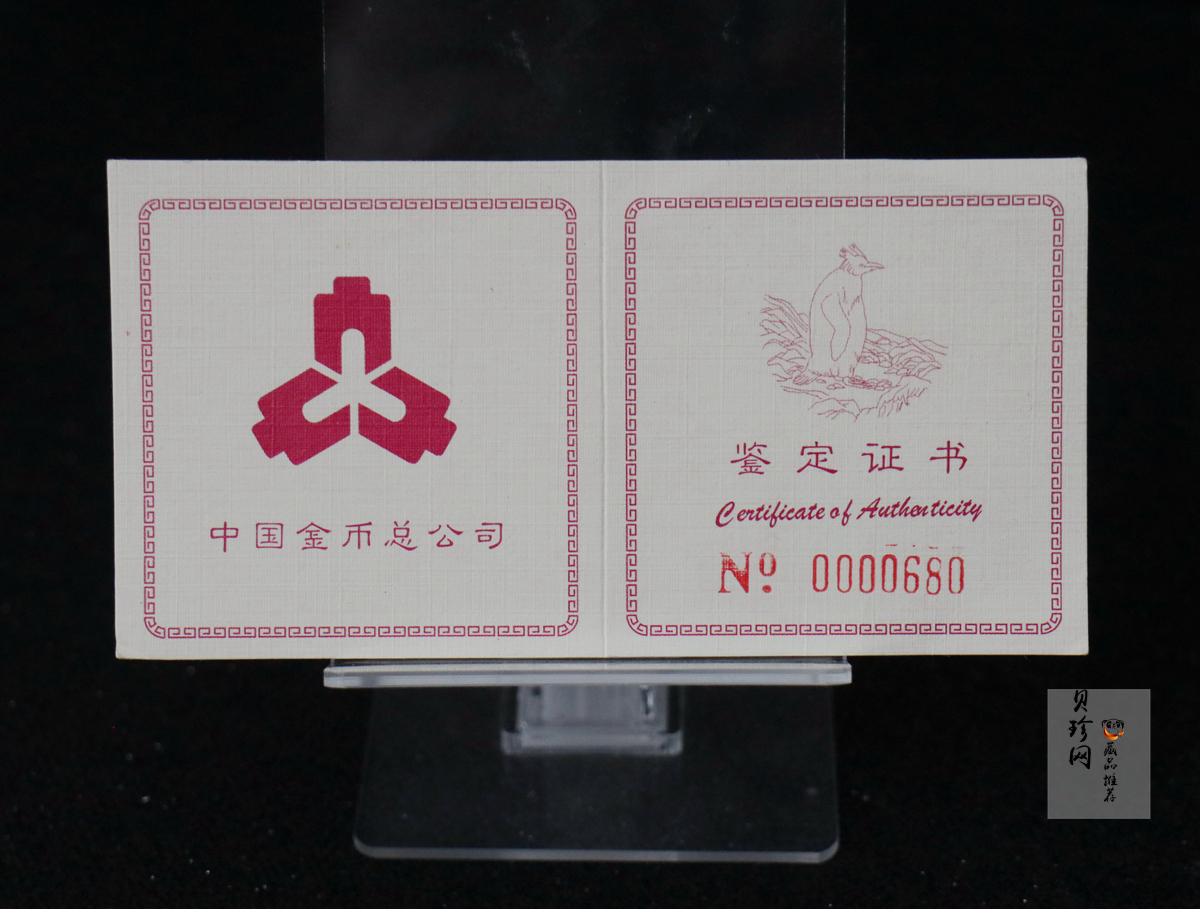 中国金币总公司
鉴定证书
Certificate of Authenticity
Nº 0000680
贝珍网
藏品推荐